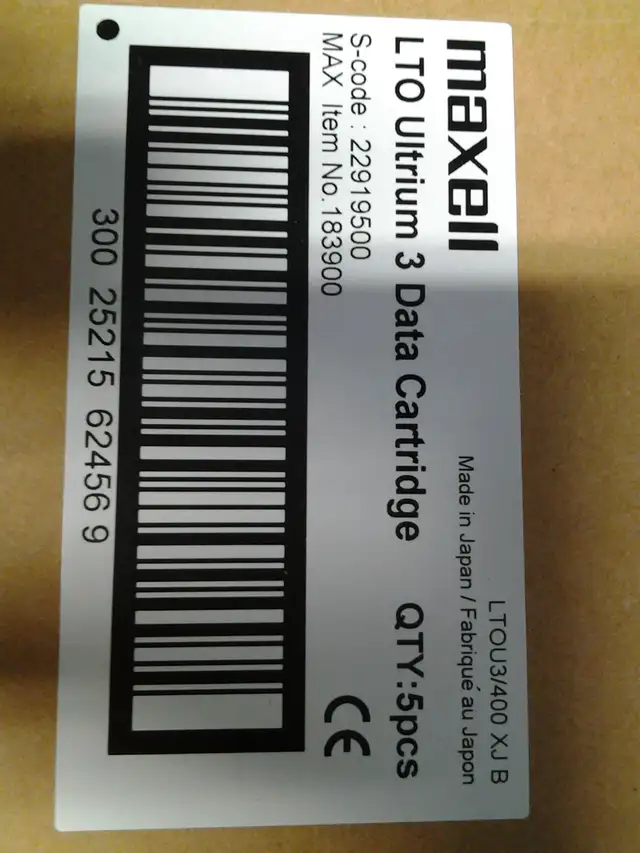 maxell
LTOU3/400 XJ B
Made in Japan / Fabriqué au Japon
LTO Ultrium 3 Data Cartridge QTY:5pcs
S-code : 22919500
MAX Item No.183900
CE
300 25215 62456 9